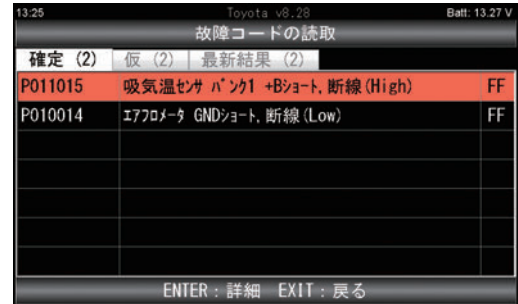 13:25 Toyota v8.28 Batt: 13.27 V
故障コードの読取
確定 (2) 仮 (2) 最新結果 (2)
P011015 吸気温ｾﾝｻ ﾊﾞﾝｸ1 +Bｼｮｰﾄ,断線(High) FF
P010014 ｴｱﾌﾛﾒｰﾀ GNDｼｮｰﾄ,断線(Low) FF
ENTER：詳細 EXIT：戻る